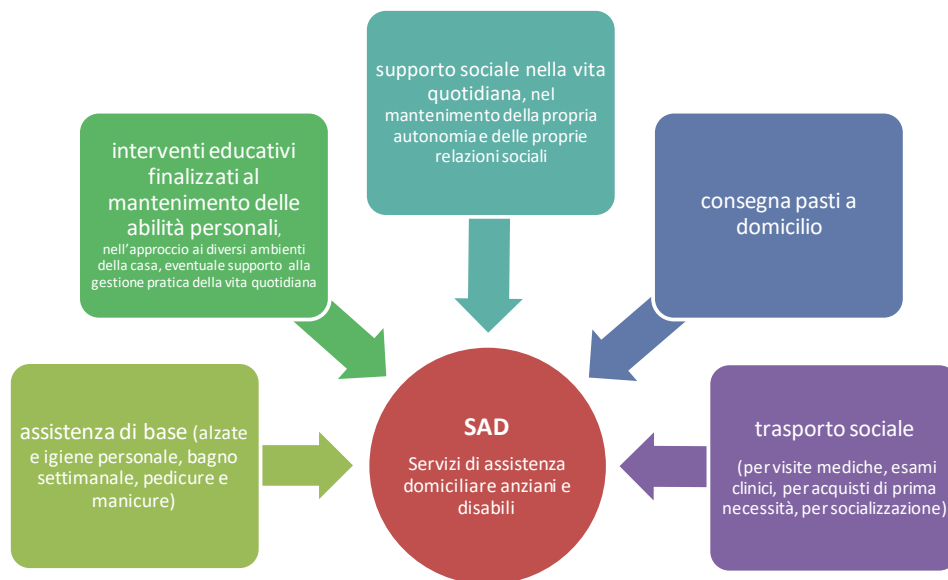 supporto sociale nella vita
quotidiana, nel
mantenimento della propria
autonomia e delle proprie
relazioni sociali
interventi educativi
finalizzati al
mantenimento delle
abilità personali,
nell'approccio ai diversi ambienti
della casa, eventuale supporto alla
gestione pratica della vita quotidiana
consegna pasti a
domicilio
assistenza di base (alzate
e igiene personale, bagno
settimanale, pedicure e
manicure)
SAD
Servizi di assistenza
domiciliare anziani e
disabili
trasporto sociale
(per visite mediche, esami
clinici, per acquisti di prima
necessità, per socializzazione)